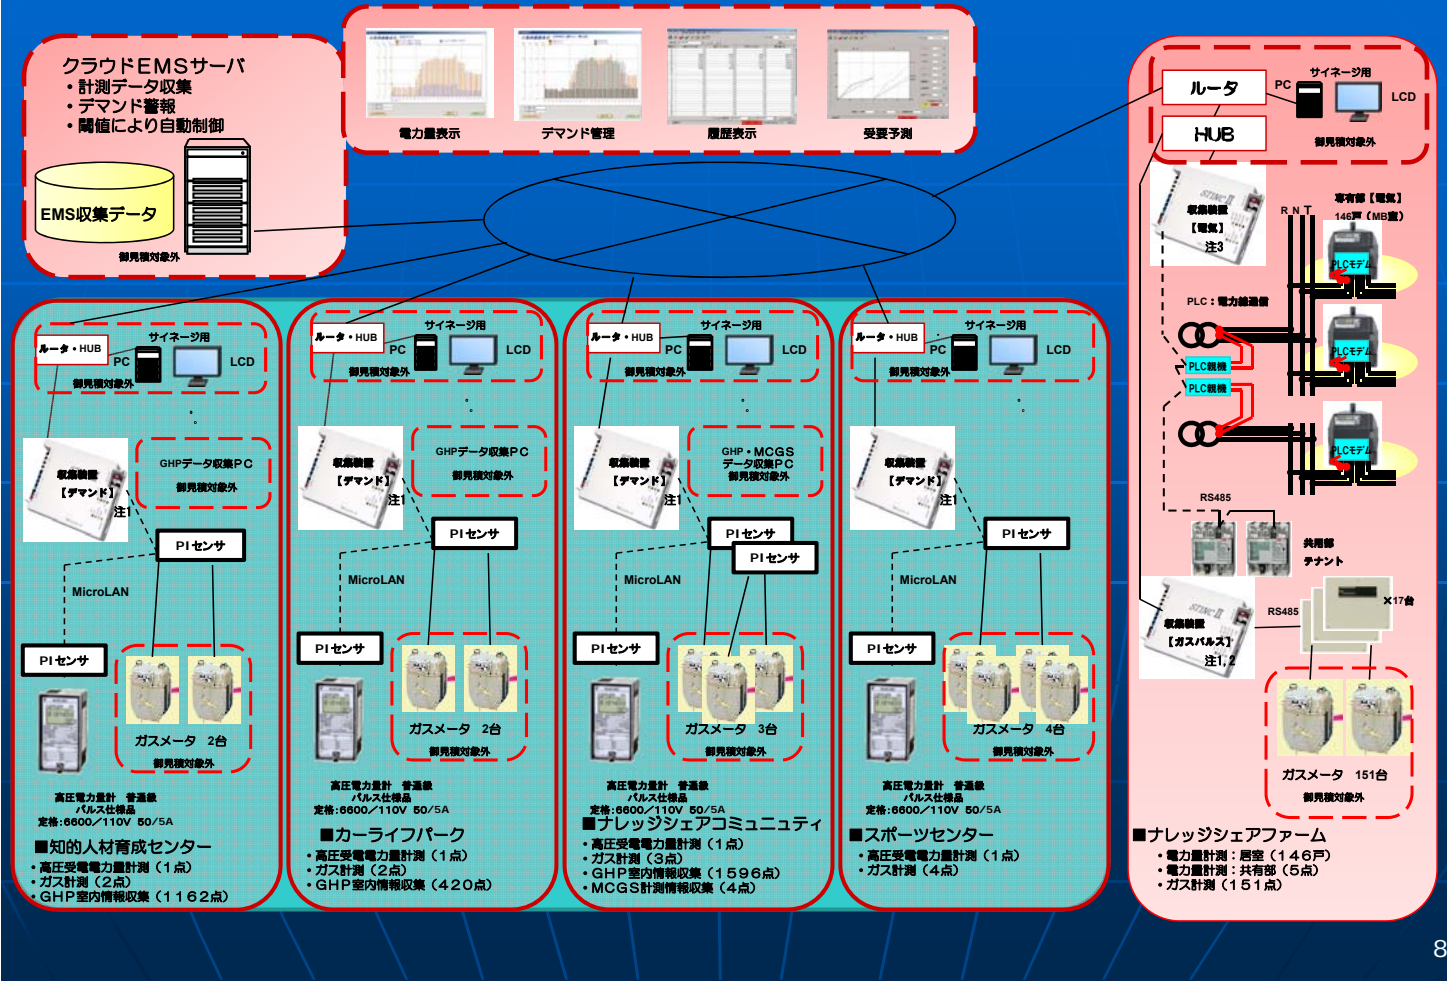 クラウドEMSサーバ
・計測データ収集
・デマンド警報
・閾値により自動制御
EMS収集データ
御見積対象外
電力量表示
デマンド管理
履歴表示
受要予測
ルータ
HUB
PC
サイネージ用
LCD
御見積対象外
STINC Ⅱ
収集装置
【電気】
注3
R N T
専有部【電気】
146戸（MB室）
PLCモデム
PLC：電力線通信
PLCモデム
PLC親機
PLC親機
PLCモデム
RS485
共用部
テナント
STINC Ⅱ
収集装置
【ガスパルス】
注1,2
RS485
×17台
ガスメータ　151台
御見積対象外
■ナレッジシェアファーム
・電力量計測：居室（146戸）
・電力量計測：共有部（5点）
・ガス計測（151点）
ルータ・HUB
サイネージ用
PC
LCD
御見積対象外
収集装置
【デマンド】
注1
GHPデータ収集PC
御見積対象外
PIセンサ
MicroLAN
PIセンサ
ガスメータ　2台
御見積対象外
高圧電力量計　普通級
パルス仕様品
定格:6600／110V 50/5A
■知的人材育成センター
・高圧受電電力量計測（1点）
・ガス計測（2点）
・GHP室内情報収集（1162点）
ルータ・HUB
サイネージ用
PC
LCD
御見積対象外
収集装置
【デマンド】
注1
GHPデータ収集PC
御見積対象外
PIセンサ
MicroLAN
PIセンサ
ガスメータ　2台
御見積対象外
高圧電力量計　普通級
パルス仕様品
定格:6600／110V 50/5A
■カーライフパーク
・高圧受電電力量計測（1点）
・ガス計測（2点）
・GHP室内情報収集（420点）
ルータ・HUB
サイネージ用
PC
LCD
御見積対象外
収集装置
【デマンド】
注1
GHP・MCGS
データ収集PC
御見積対象外
PIセンサ
PIセンサ
MicroLAN
PIセンサ
ガスメータ　3台
御見積対象外
高圧電力量計　普通級
パルス仕様品
定格:6600／110V 50/5A
■ナレッジシェアコミュニュティ
・高圧受電電力量計測（1点）
・ガス計測（3点）
・GHP室内情報収集（1596点）
・MCGS計測情報収集（4点）
ルータ・HUB
サイネージ用
PC
LCD
御見積対象外
収集装置
【デマンド】
注1
PIセンサ
MicroLAN
PIセンサ
ガスメータ　4台
御見積対象外
高圧電力量計　普通級
パルス仕様品
定格:6600／110V 50/5A
■スポーツセンター
・高圧受電電力量計測（1点）
・ガス計測（4点）
8